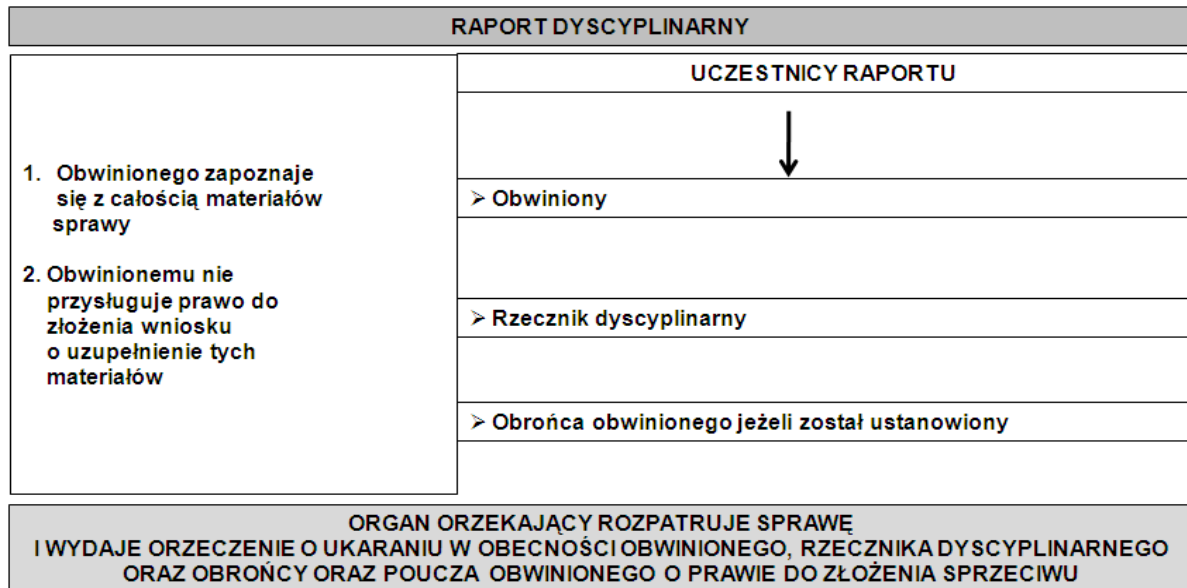 RAPORT DYSCYPLINARNY
1. Obwinionego zapoznaje
się z całością materiałów
sprawy
2. Obwinionemu nie
przysługuje prawo do
złożenia wniosku
o uzupełnienie tych
materiałów
UCZESTNICY RAPORTU
➢ Obwiniony
➢ Rzecznik dyscyplinarny
➢ Obrońca obwinionego jeżeli został ustanowiony
ORGAN ORZEKAJĄCY ROZPATRUJE SPRAWĘ
I WYDAJE ORZECZENIE O UKARANIU W OBECNOŚCI OBWINIONEGO, RZECZNIKA DYSCYPLINARNEGO
ORAZ OBROŃCY ORAZ POUCZA OBWINIONEGO O PRAWIE DO ZŁOŻENIA SPRZECIWU